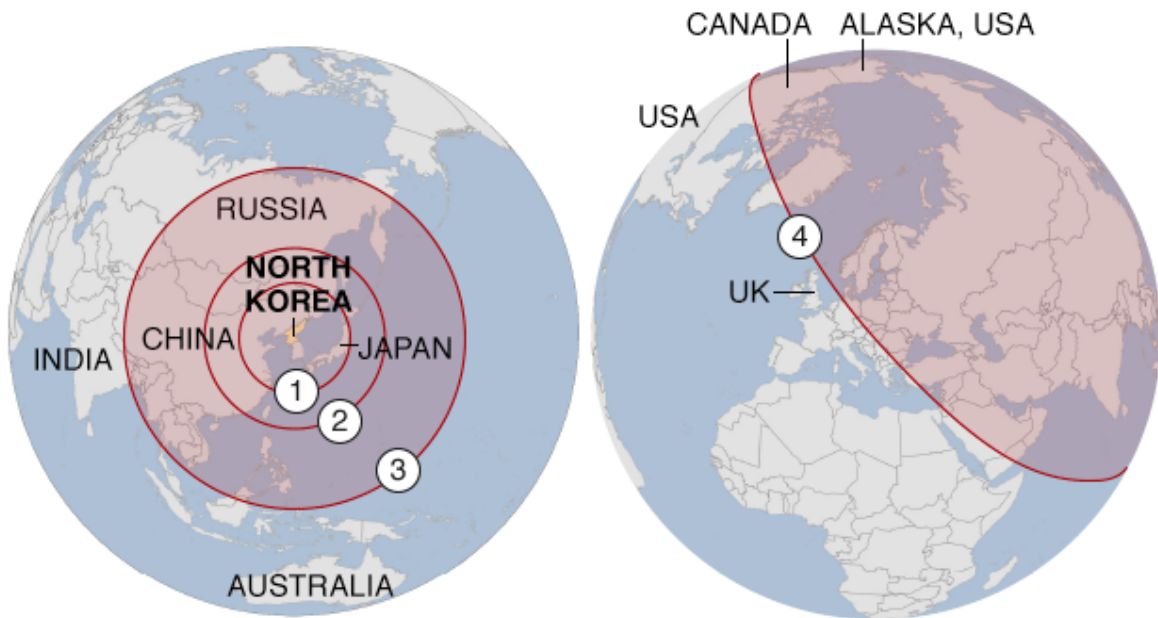 RUSSIA
NORTH
KOREA
CHINA
JAPAN
INDIA
1
2
3
AUSTRALIA
CANADA
ALASKA, USA
USA
4
UK